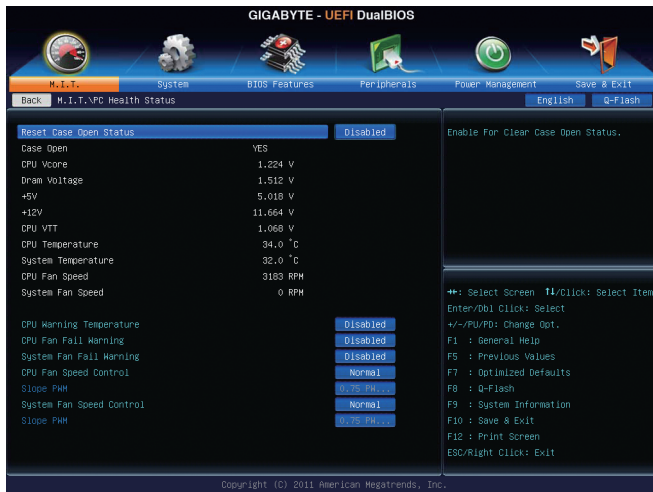 GIGABYTE - UEFI DualBIOS
M.I.T. System BIOS Features Peripherals Power Management Save & Exit
Back M.I.T.\PC Health Status English Q-Flash
Reset Case Open Status Disabled
Case Open YES
CPU Vcore 1.224 V
Dram Voltage 1.512 V
+5V 5.018 V
+12V 11.664 V
CPU VTT 1.068 V
CPU Temperature 34.0 °C
System Temperature 32.0 °C
CPU Fan Speed 3183 RPM
System Fan Speed 0 RPM
CPU Warning Temperature Disabled
CPU Fan Fail Warning Disabled
System Fan Fail Warning Disabled
CPU Fan Speed Control Normal
Slope PWM 0.75 PW...
System Fan Speed Control Normal
Slope PWM 0.75 PW...
Enable For Clear Case Open Status.
→←: Select Screen ↑↓/Click: Select Item
Enter/Dbl Click: Select
+/-/PU/PD: Change Opt.
F1 : General Help
F5 : Previous Values
F7 : Optimized Defaults
F8 : Q-Flash
F9 : System Information
F10 : Save & Exit
F12 : Print Screen
ESC/Right Click: Exit
Copyright (C) 2011 American Megatrends, Inc.